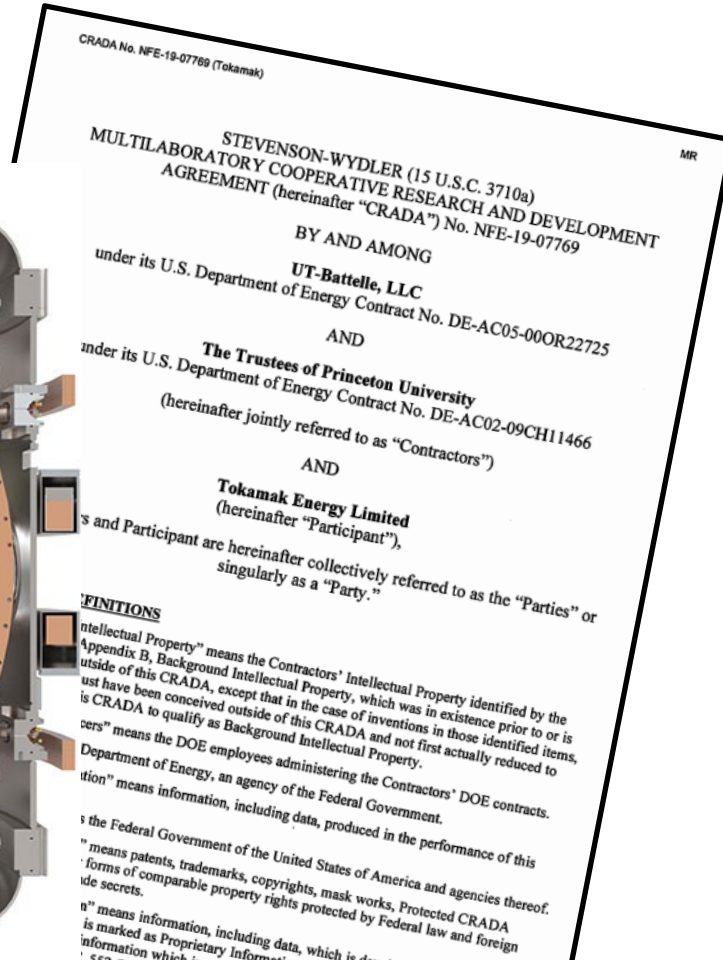 CRADA No. NFE-19-07769 (Tokamak)
MR
STEVENSON-WYDLER (15 U.S.C. 3710a)
MULTILABORATORY COOPERATIVE RESEARCH AND DEVELOPMENT
AGREEMENT (hereinafter “CRADA”) No. NFE-19-07769
BY AND AMONG
UT-Battelle, LLC
under its U.S. Department of Energy Contract No. DE-AC05-00OR22725
AND
The Trustees of Princeton University
under its U.S. Department of Energy Contract No. DE-AC02-09CH11466
(hereinafter jointly referred to as “Contractors”)
AND
Tokamak Energy Limited
(hereinafter “Participant”),
s and Participant are hereinafter collectively referred to as the “Parties” or
singularly as a “Party.”
EFINITIONS
ntellectual Property” means the Contractors’ Intellectual Property identified by the
Appendix B, Background Intellectual Property, which was in existence prior to or is
utside of this CRADA, except that in the case of inventions in those identified items,
ust have been conceived outside of this CRADA and not first actually reduced to
is CRADA to qualify as Background Intellectual Property.
cers” means the DOE employees administering the Contractors’ DOE contracts.
Department of Energy, an agency of the Federal Government.
tion” means information, including data, produced in the performance of this
s the Federal Government of the United States of America and agencies thereof.
” means patents, trademarks, copyrights, mask works, Protected CRADA
forms of comparable property rights protected by Federal law and foreign
de secrets.
n” means information, including data, which is
is marked as Proprietary
information which